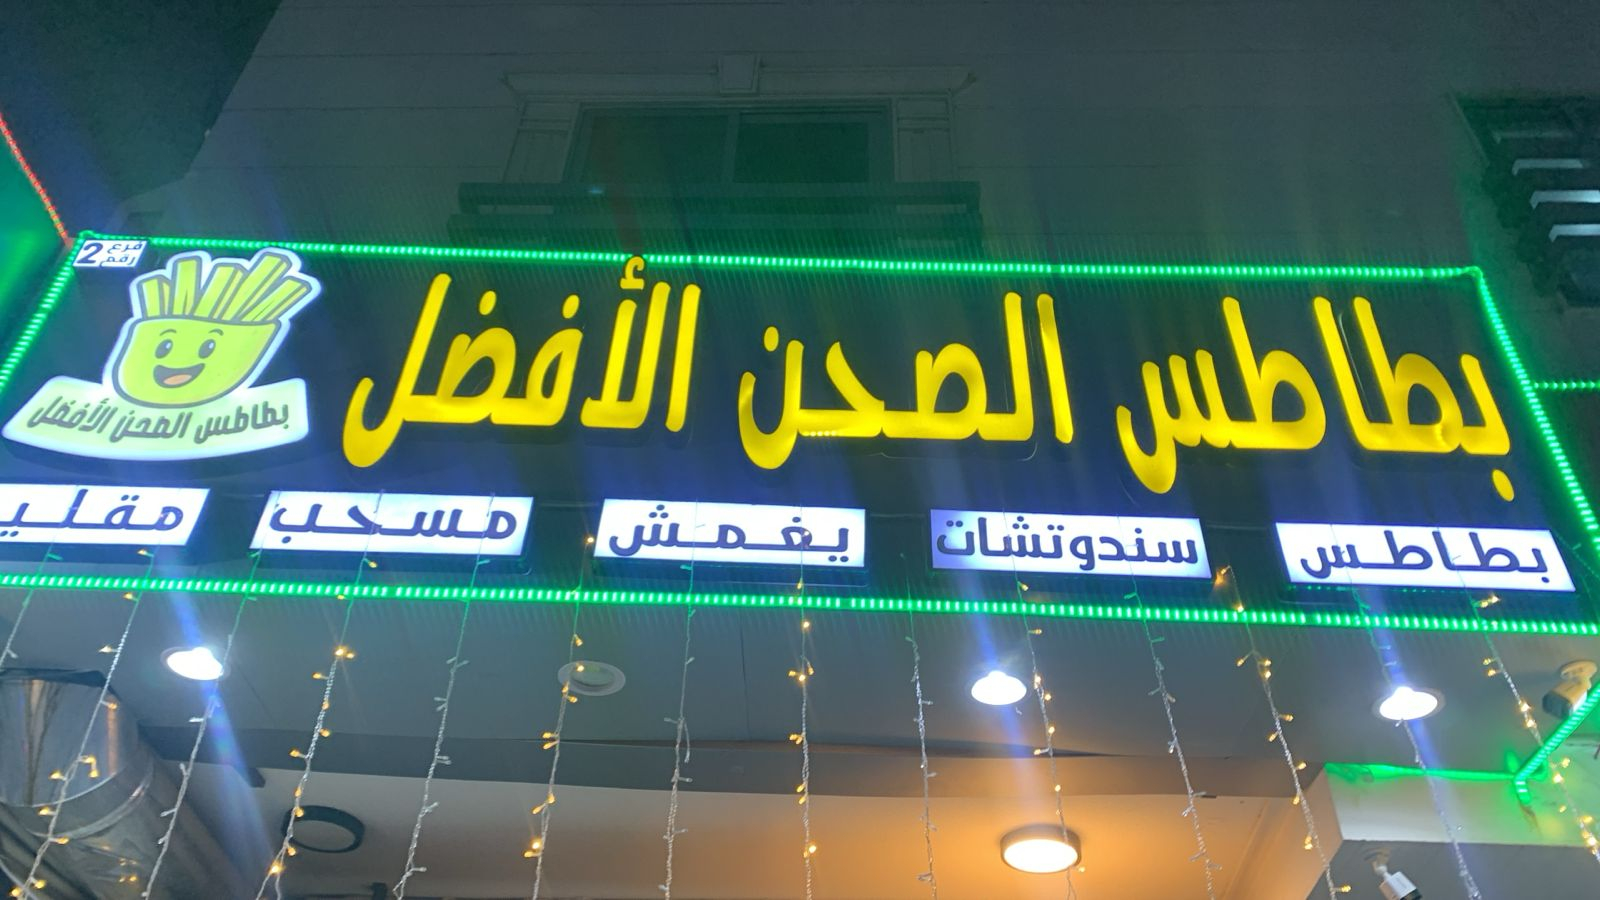 فرع
رقم 2
بطاطس الصحن الأفضل
بطاطس الصحن الأفضل
بطاطس
سندوتشات
يغمش
مسحب